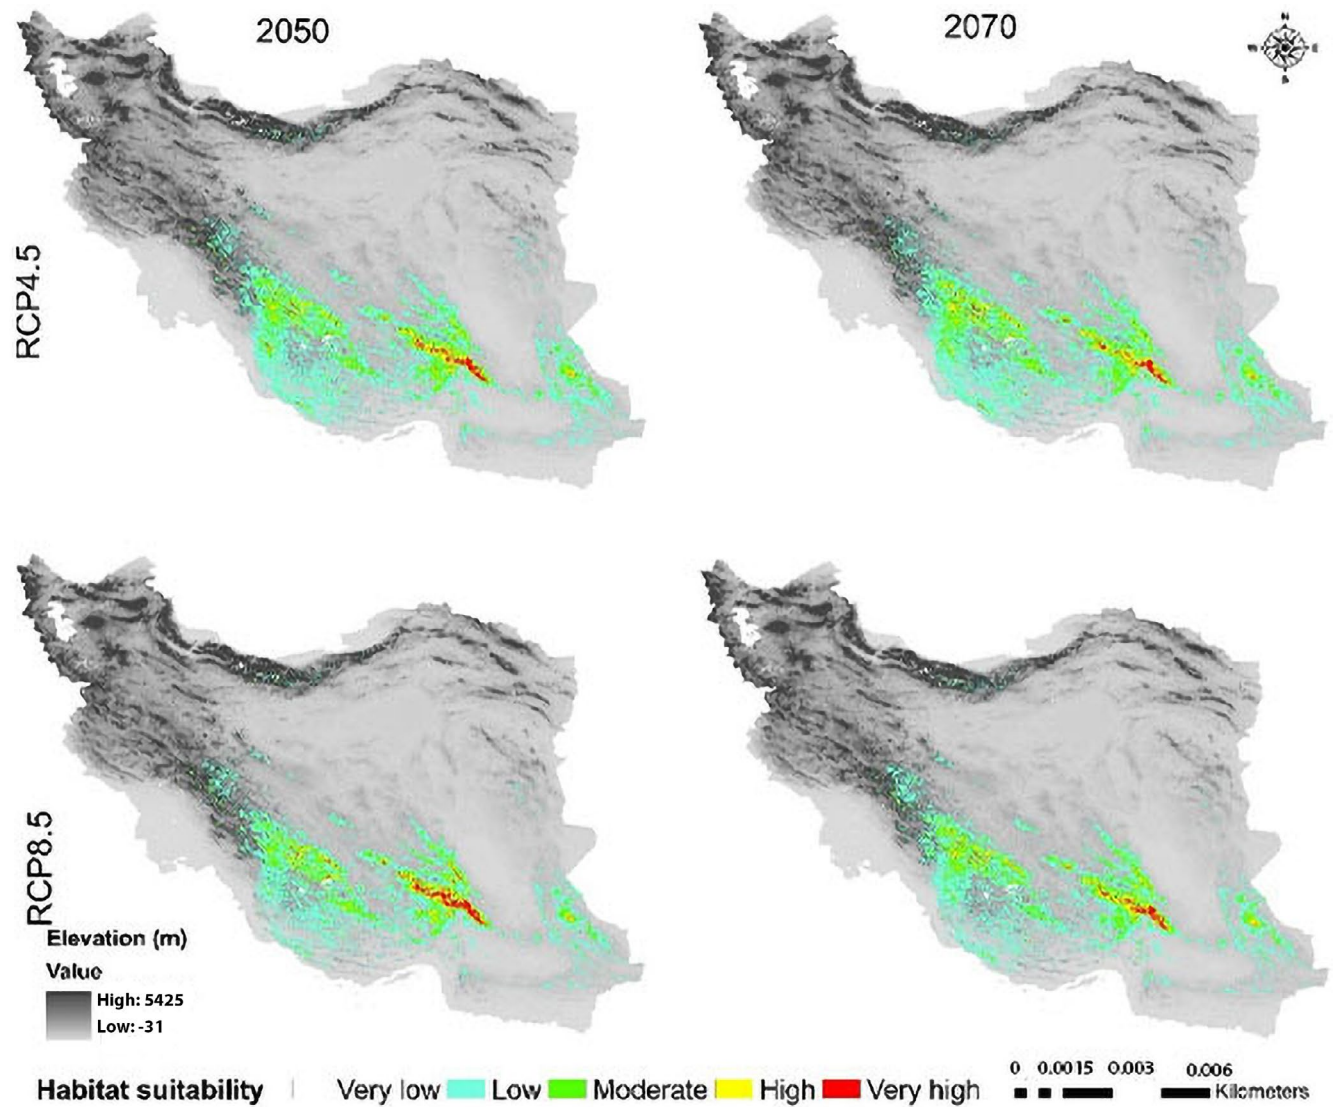 2050
2070
N
RCP4.5
RCP8.5
Elevation (m)
Value
High: 5425
Low: -31
Habitat suitability Very low Low Moderate High Very high
0 0.0015 0.003 0.006
Kilometers